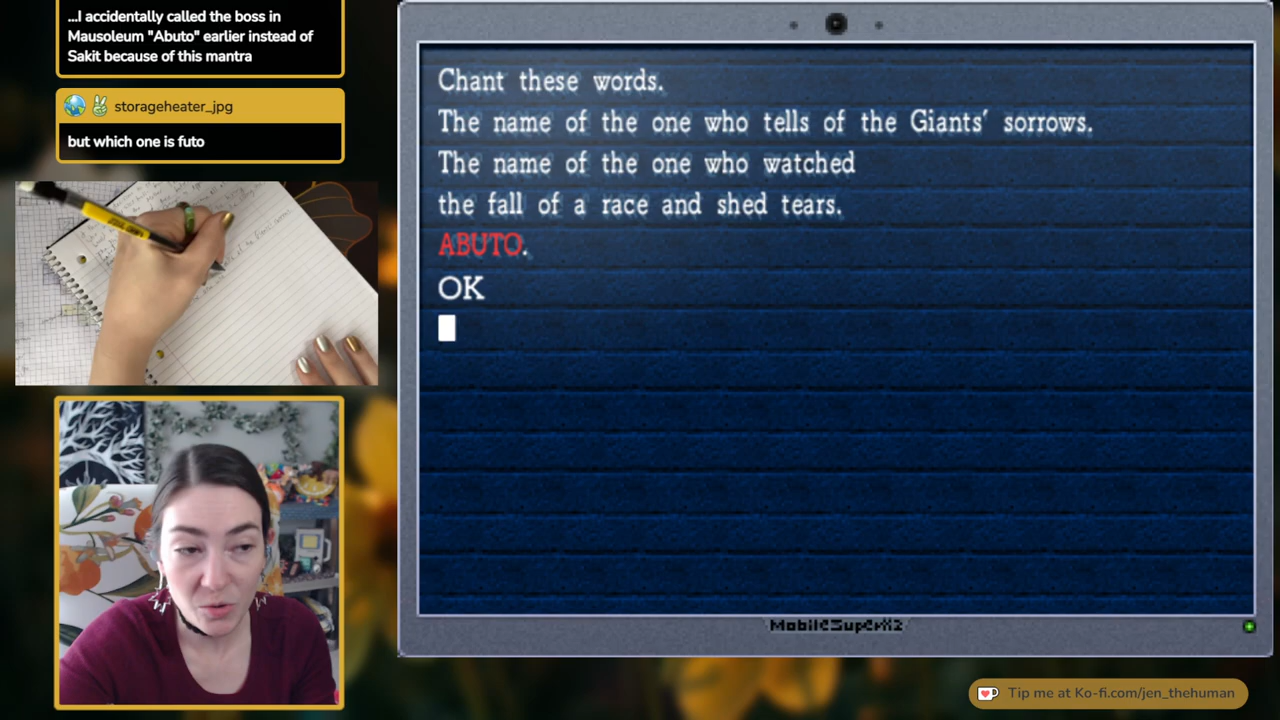 ...I accidentally called the boss in
Mausoleum "Abuto" earlier instead of
Sakit because of this mantra
storageheater_jpg
but which one is futo
Chant these words.
The name of the one who tells of the Giants' sorrows.
The name of the one who watched
the fall of a race and shed tears.
ABUTO.
OK
MobileSuperX2
Tip me at Ko-fi.com/jen_thehuman